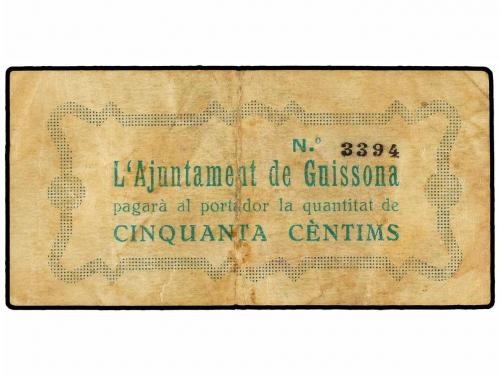 N.º 3394
L'Ajuntament de Guissona
pagarà al portador la quantitat de
CINQUANTA CÈNTIMS